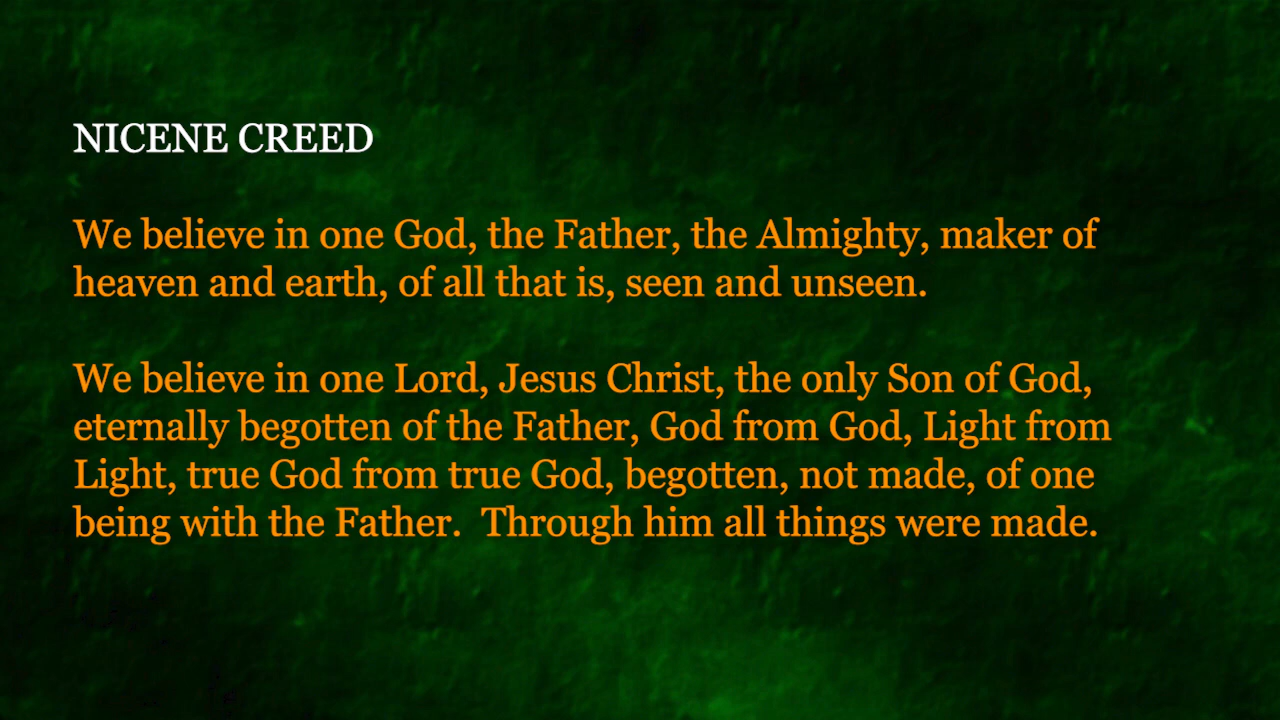 NICENE CREED
We believe in one God, the Father, the Almighty, maker of
heaven and earth, of all that is, seen and unseen.
We believe in one Lord, Jesus Christ, the only Son of God,
eternally begotten of the Father, God from God, Light from
Light, true God from true God, begotten, not made, of one
being with the Father.  Through him all things were made.